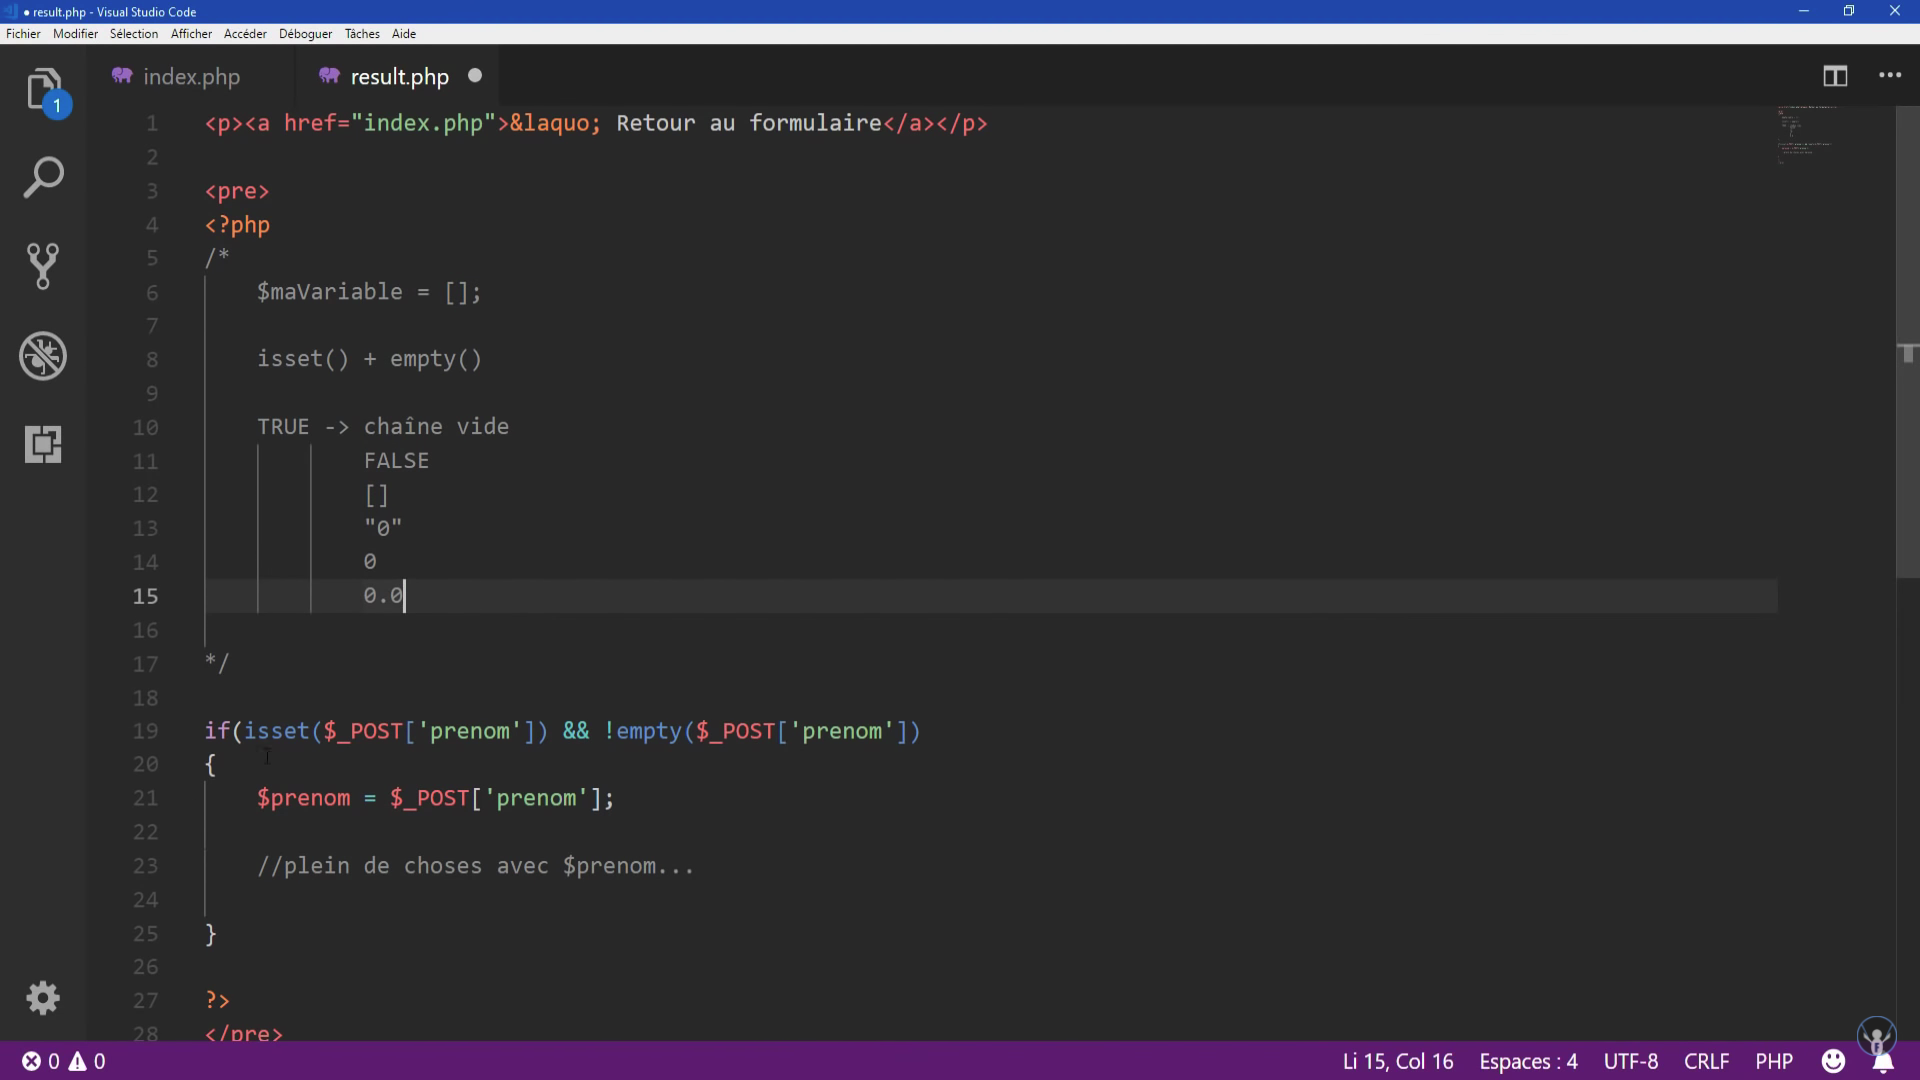 ● result.php - Visual Studio Code
Fichier Modifier Sélection Afficher Accéder Déboguer Tâches Aide
index.php result.php
1
1 <p><a href="index.php">&laquo; Retour au formulaire</a></p>
2
3 <pre>
4 <?php
5 /*
6 $maVariable = [];
7
8 isset() + empty()
9
10 TRUE -> chaîne vide
11 FALSE
12 []
13 "0"
14 0
15 0.0
16
17 */
18
19 if(isset($_POST['prenom']) && !empty($_POST['prenom'])
20 {
21 $prenom = $_POST['prenom'];
22
23 //plein de choses avec $prenom...
24
25 }
26
27 ?>
28 </pre>
0 0 Li 15, Col 16 Espaces : 4 UTF-8 CRLF PHP